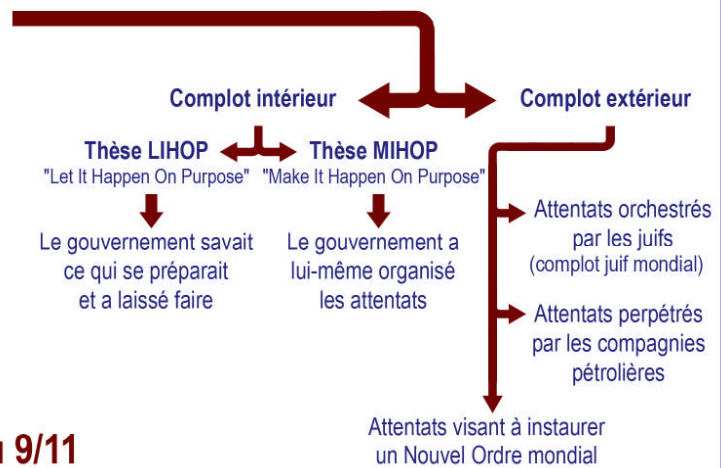 Complot intérieur
Complot extérieur
Thèse LIHOP
"Let It Happen On Purpose"
Thèse MIHOP
"Make It Happen On Purpose"
Le gouvernement savait
ce qui se préparait
et a laissé faire
Le gouvernement a
lui-même organisé
les attentats
Attentats orchestrés
par les juifs
(complot juif mondial)
Attentats perpétrés
par les compagnies
pétrolières
Attentats visant à instaurer
un Nouvel Ordre mondial
9/11